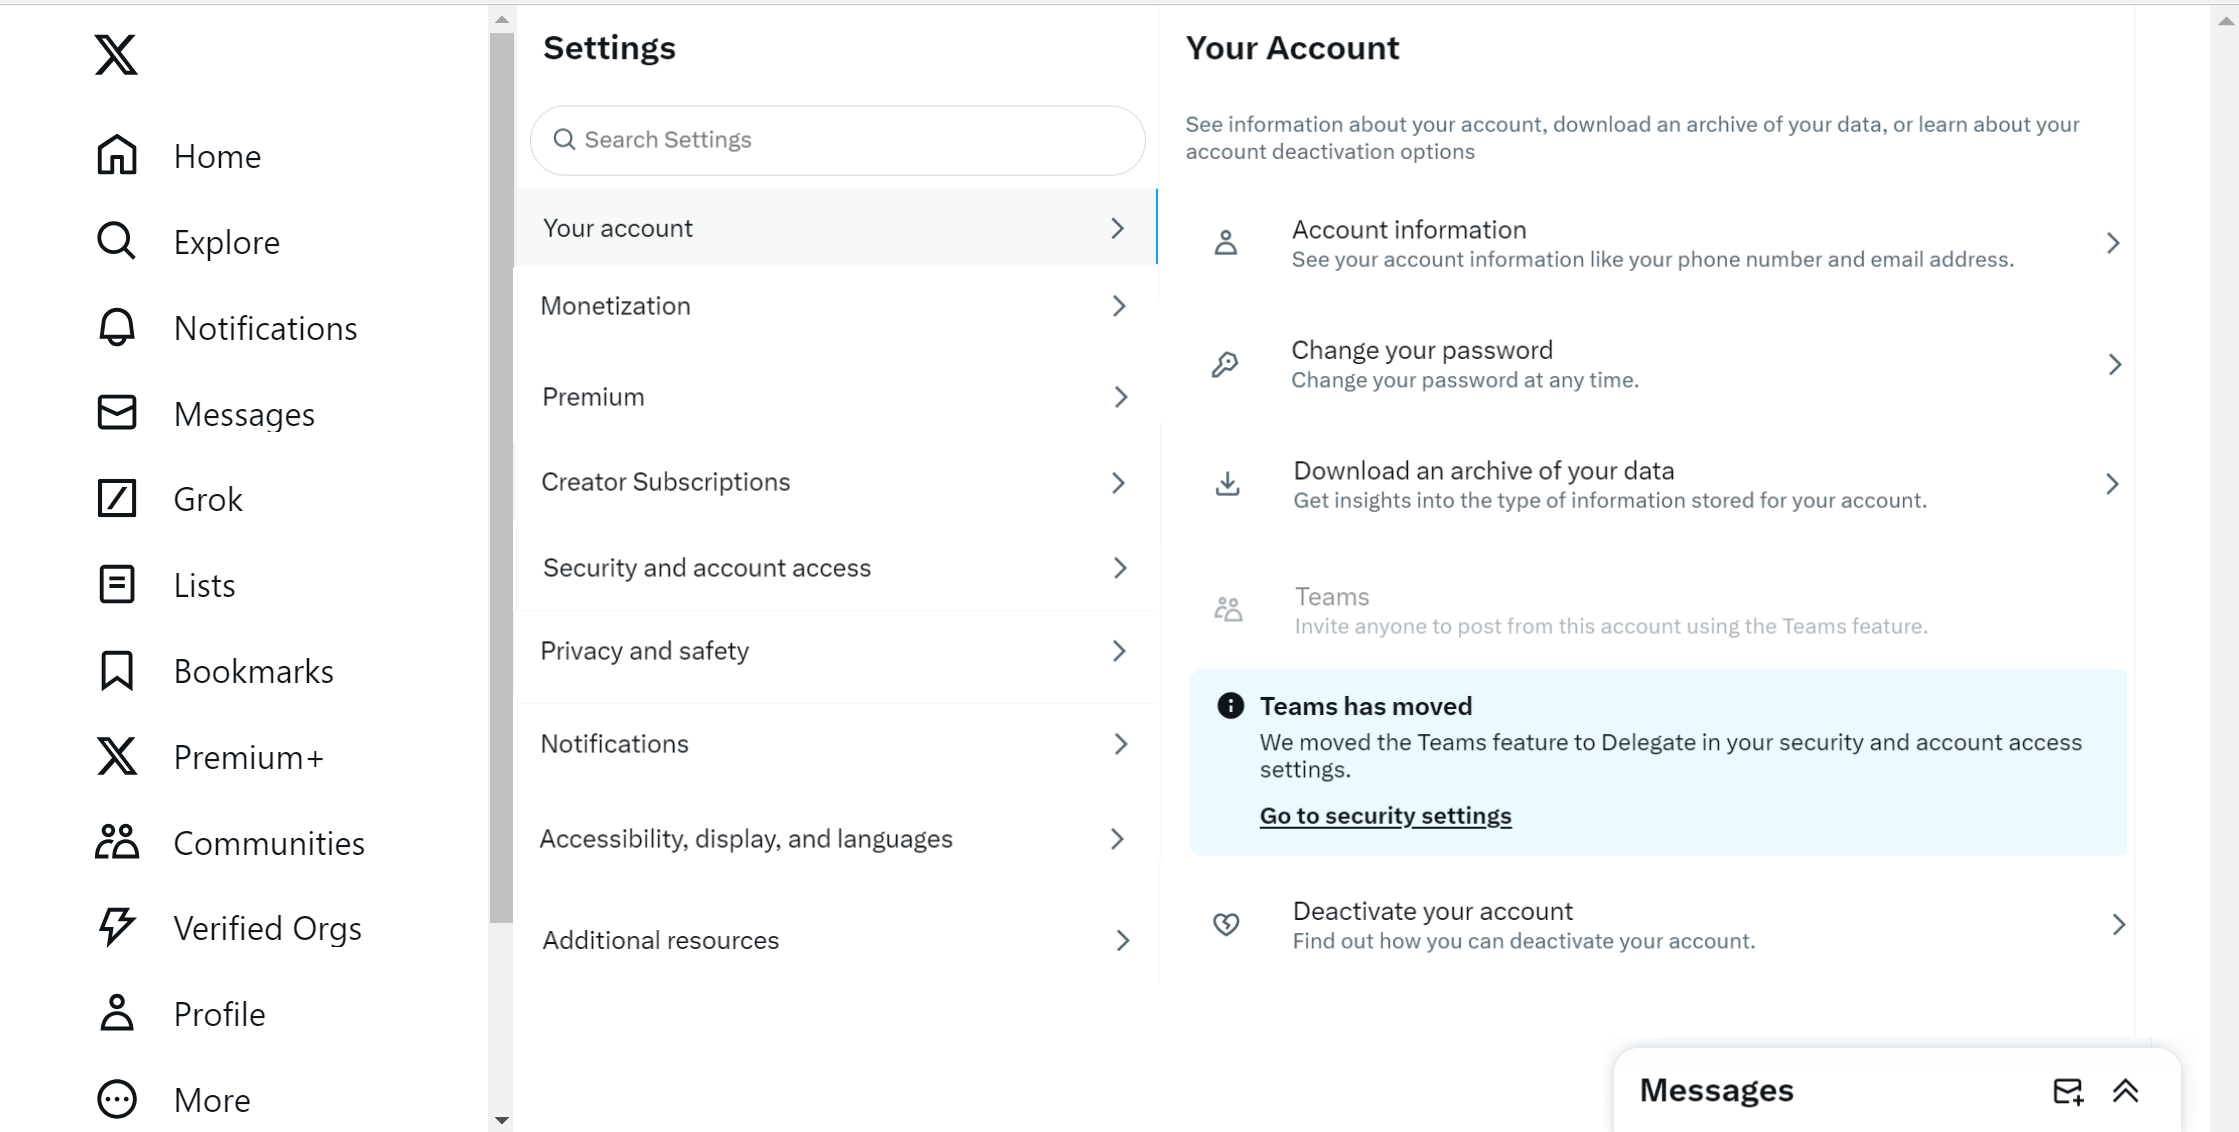 Home
Explore
Notifications
Messages
Grok
Lists
Bookmarks
Premium+
Communities
Verified Orgs
Profile
More
Settings
Search Settings
Your account
Monetization
Premium
Creator Subscriptions
Security and account access
Privacy and safety
Notifications
Accessibility, display, and languages
Additional resources
Your Account
See information about your account, download an archive of your data, or learn about your
account deactivation options
Account information
See your account information like your phone number and email address.
Change your password
Change your password at any time.
Download an archive of your data
Get insights into the type of information stored for your account.
Teams
Invite anyone to post from this account using the Teams feature.
Teams has moved
We moved the Teams feature to Delegate in your security and account access
settings.
Go to security settings
Deactivate your account
Find out how you can deactivate your account.
Messages